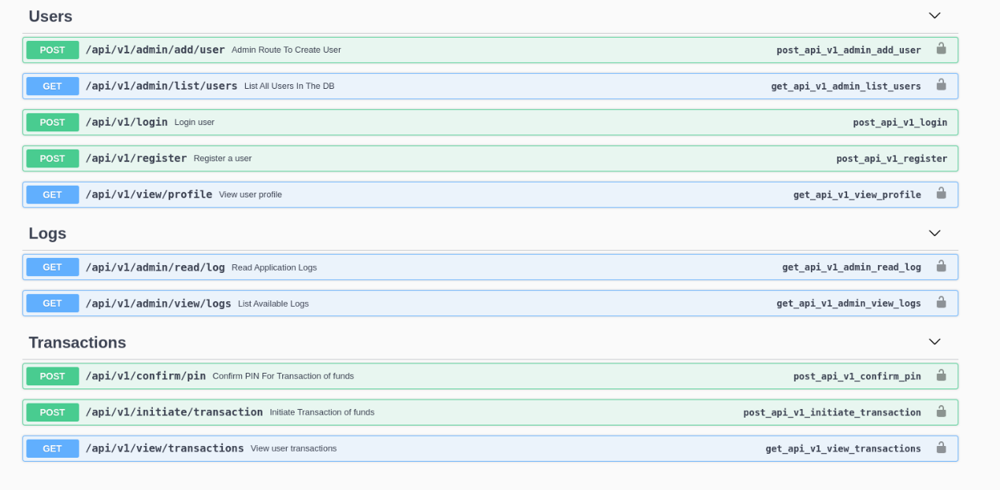 Users
POST /api/v1/admin/add/user Admin Route To Create User post_api_v1_admin_add_user
GET /api/v1/admin/list/users List All Users In The DB get_api_v1_admin_list_users
POST /api/v1/login Login user post_api_v1_login
POST /api/v1/register Register a user post_api_v1_register
GET /api/v1/view/profile View user profile get_api_v1_view_profile
Logs
GET /api/v1/admin/read/log Read Application Logs get_api_v1_admin_read_log
GET /api/v1/admin/view/logs List Available Logs get_api_v1_admin_view_logs
Transactions
POST /api/v1/confirm/pin Confirm PIN For Transaction of funds post_api_v1_confirm_pin
POST /api/v1/initiate/transaction Initiate Transaction of funds post_api_v1_initiate_transaction
GET /api/v1/view/transactions View user transactions get_api_v1_view_transactions